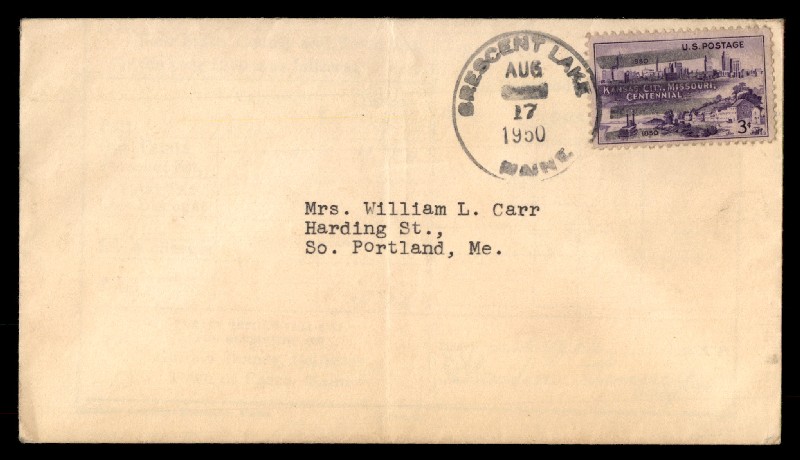 CRESCENT LAKE
AUG
17
1950
MAINE
U.S. POSTAGE
1950
KANSAS CITY, MISSOURI,
CENTENNIAL
1850
3¢
Mrs. William L. Carr
Harding St.,
So. Portland, Me.